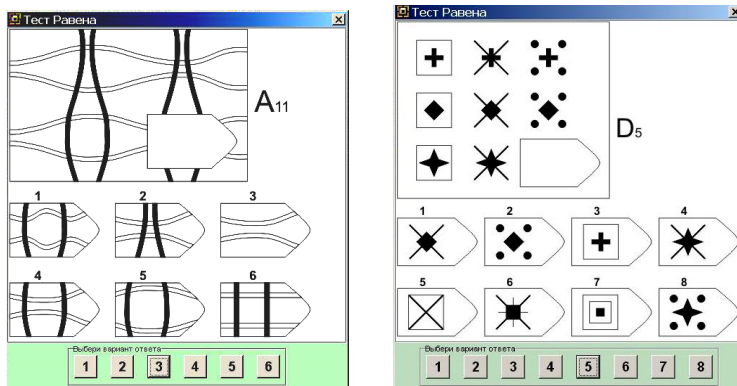 Тест Равена
A11
1 2 3
4 5 6
Выбери вариант ответа
1 2 3 4 5 6
Тест Равена
D5
1 2 3 4
5 6 7 8
Выбери вариант ответа
1 2 3 4 5 6 7 8